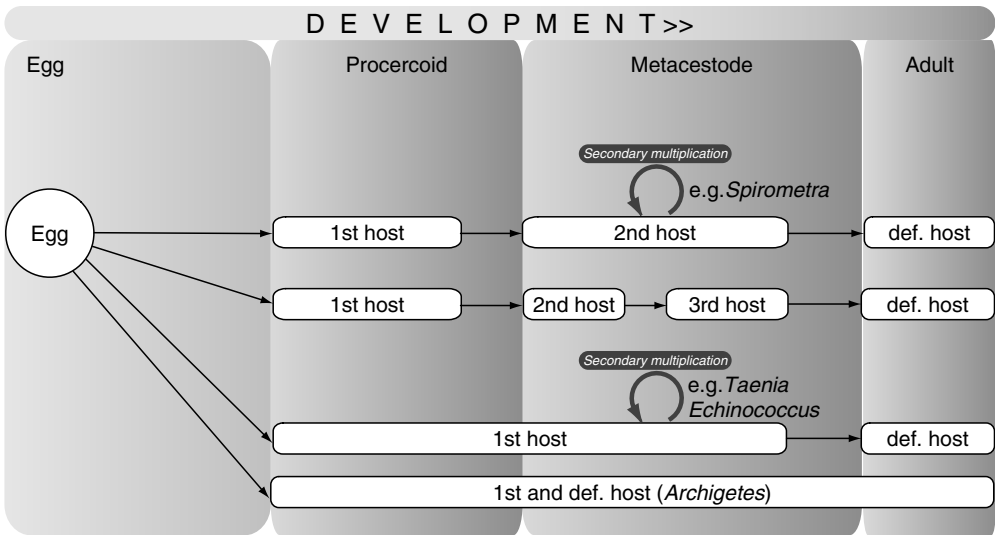 DEVELOPMENT>>
Egg Procercoid Metacestode Adult
Secondary multiplication
e.g.Spirometra
Egg
1st host 2nd host def. host
1st host 2nd host 3rd host def. host
Secondary multiplication
e.g.Taenia
Echinococcus
1st host def. host
1st and def. host (Archigetes)